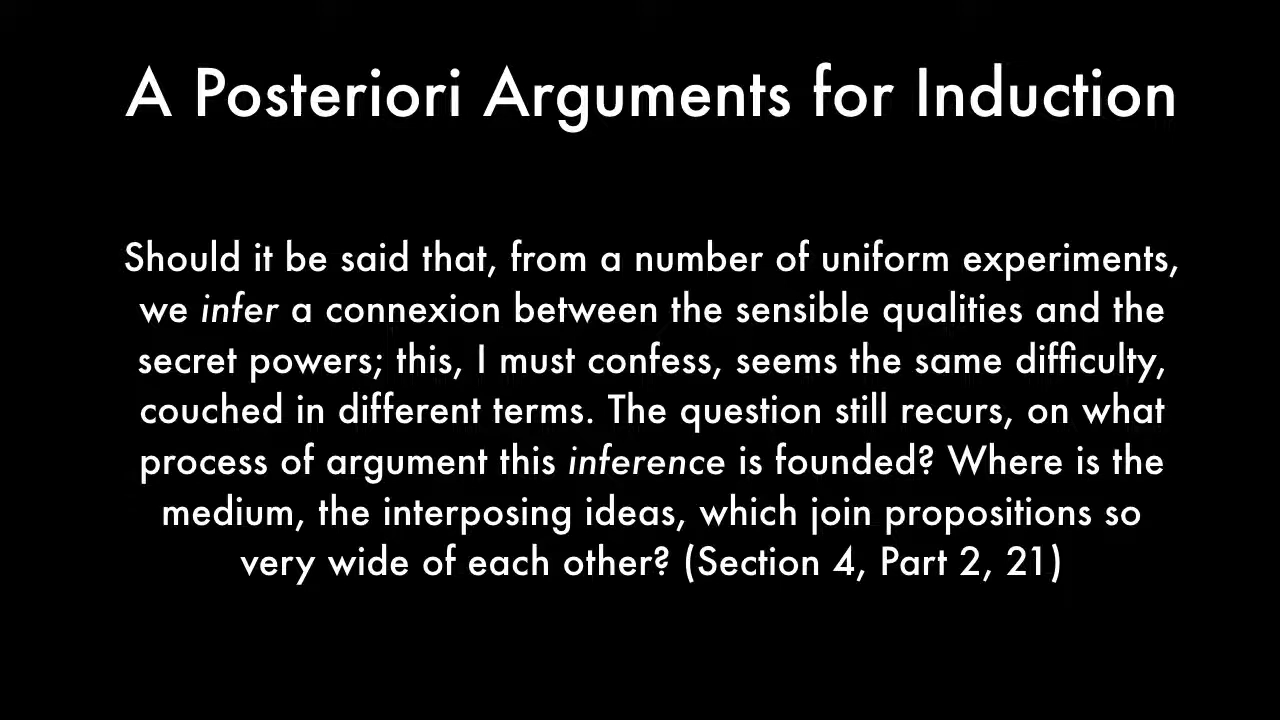 A Posteriori Arguments for Induction
Should it be said that, from a number of uniform experiments,
we infer a connexion between the sensible qualities and the
secret powers; this, I must confess, seems the same difficulty,
couched in different terms. The question still recurs, on what
process of argument this inference is founded? Where is the
medium, the interposing ideas, which join propositions so
very wide of each other? (Section 4, Part 2, 21)